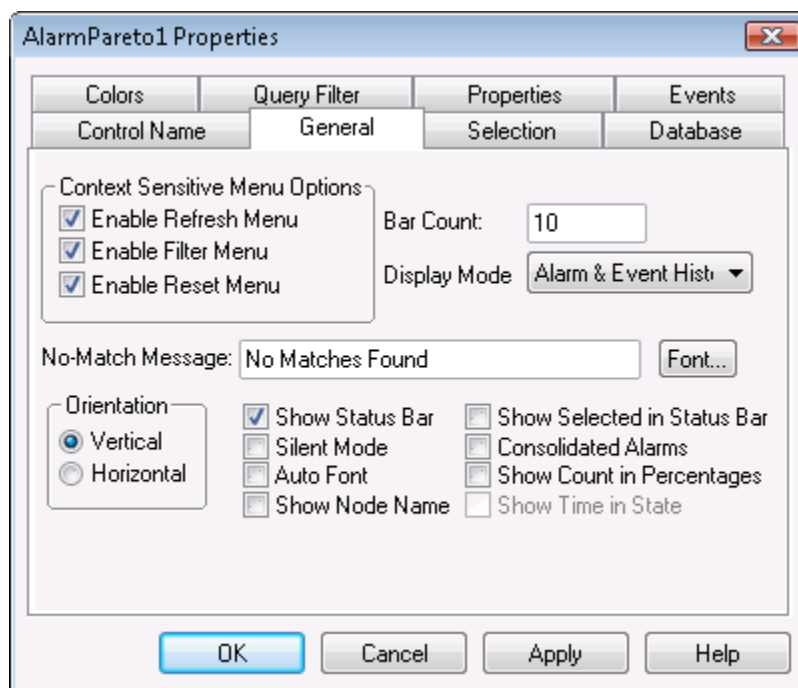 AlarmPareto1 Properties
Colors
Query Filter
Properties
Events
Control Name
General
Selection
Database
Context Sensitive Menu Options
Enable Refresh Menu
Enable Filter Menu
Enable Reset Menu
Bar Count: 10
Display Mode Alarm & Event Hist
No-Match Message: No Matches Found
Font...
Orientation
Vertical
Horizontal
Show Status Bar
Silent Mode
Auto Font
Show Node Name
Show Selected in Status Bar
Consolidated Alarms
Show Count in Percentages
Show Time in State
OK
Cancel
Apply
Help